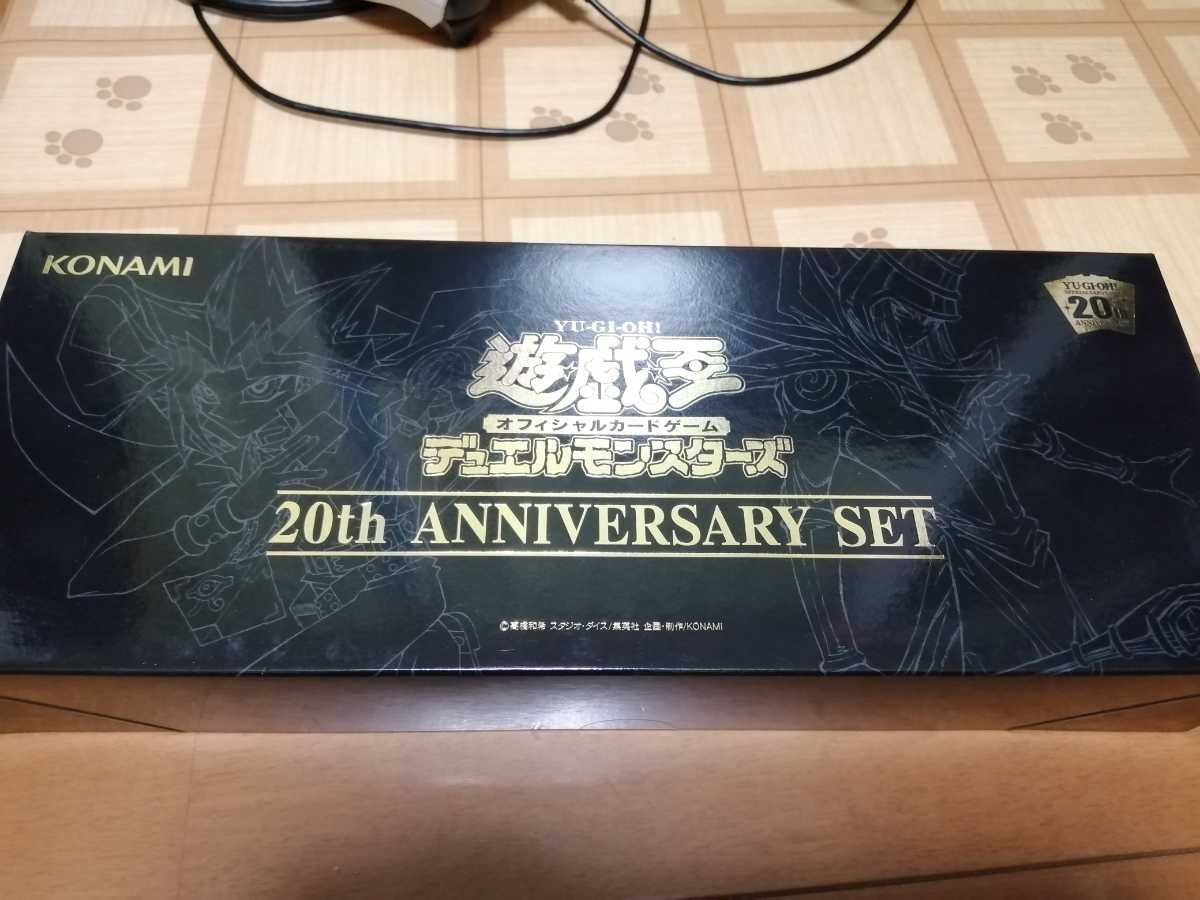 KONAMI
YU-GI-OH!
20th
ANNIVERSARY
YU-GI-OH!
遊戯王
オフィシャルカードゲーム
デュエルモンスターズ
20th ANNIVERSARY SET
©高橋和希 スタジオ・ダイス/集英社 企画・制作/KONAMI